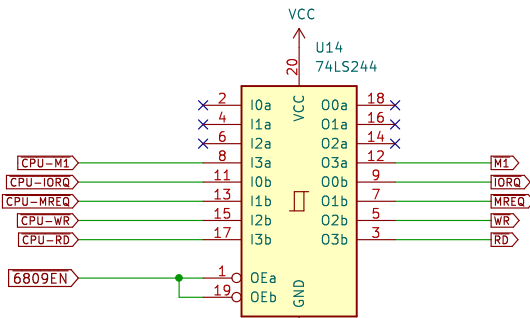 VCC
U14
74LS244
20
VCC
2 I0a O0a 18
4 I1a O1a 16
6 I2a O2a 14
CPU-M1 8 I3a O3a 12 M1
CPU-IORQ 11 I0b O0b 9 IORQ
CPU-MREQ 13 I1b O1b 7 MREQ
CPU-WR 15 I2b O2b 5 WR
CPU-RD 17 I3b O3b 3 RD
6809EN 1 OEa
19 OEb
GND